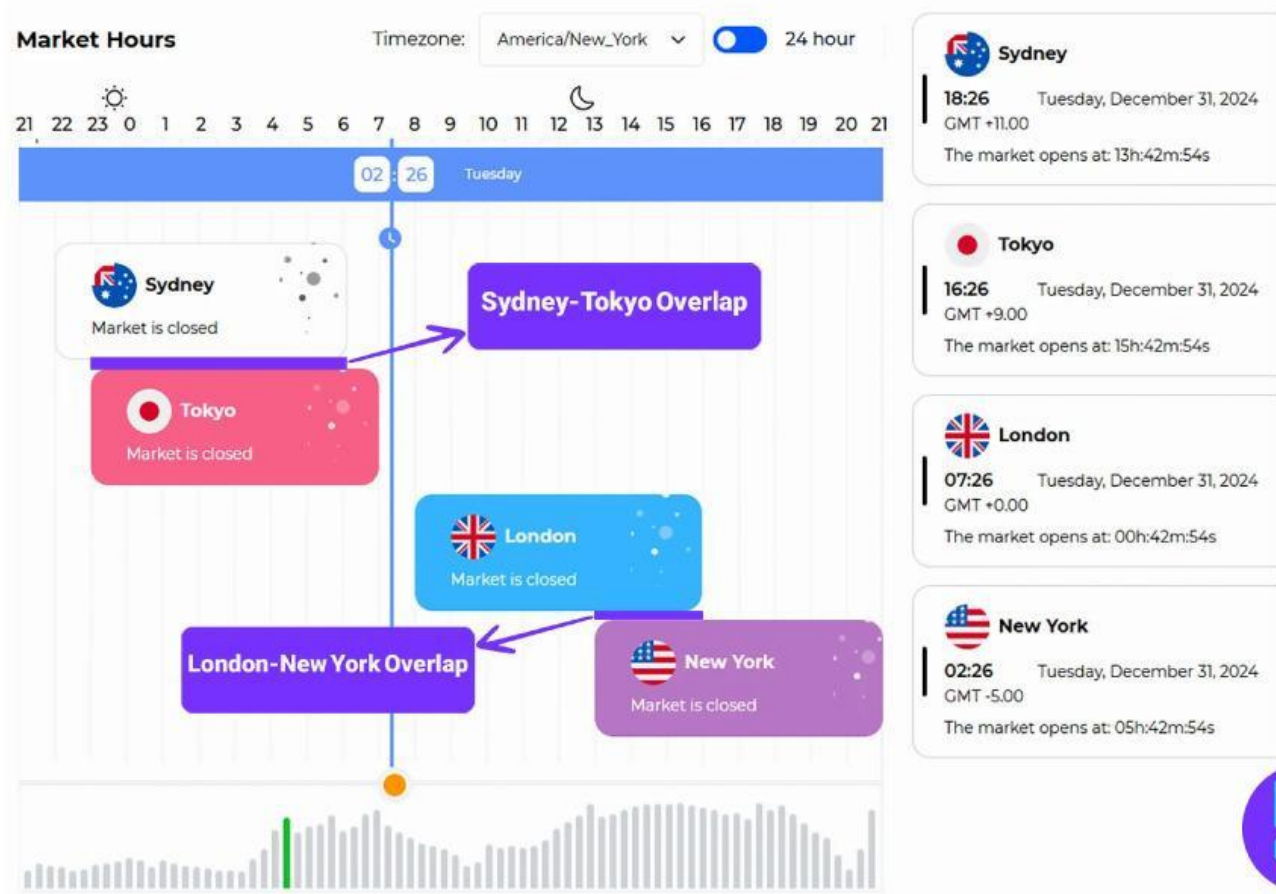 Market Hours
Timezone:
America/New_York
24 hour
21 22 23 0 1 2 3 4 5 6 7 8 9 10 11 12 13 14 15 16 17 18 19 20 21
02 : 26 Tuesday
Sydney
Market is closed
Sydney-Tokyo Overlap
Tokyo
Market is closed
London
Market is closed
London-New York Overlap
New York
Market is closed
Sydney
18:26 Tuesday, December 31, 2024
GMT +11.00
The market opens at: 13h:42m:54s
Tokyo
16:26 Tuesday, December 31, 2024
GMT +9.00
The market opens at: 15h:42m:54s
London
07:26 Tuesday, December 31, 2024
GMT +0.00
The market opens at: 00h:42m:54s
New York
02:26 Tuesday, December 31, 2024
GMT -5.00
The market opens at: 05h:42m:54s